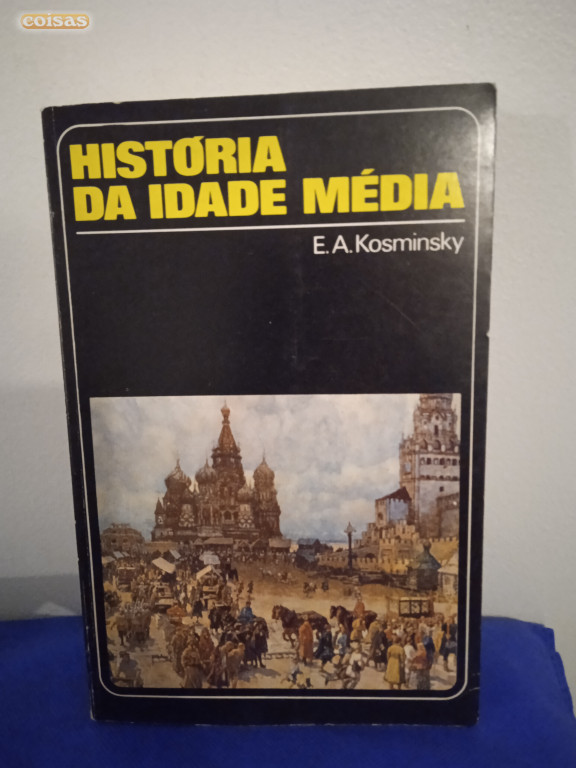 coisas
HISTÓRIA
DA IDADE MÉDIA
E. A. Kosminsky